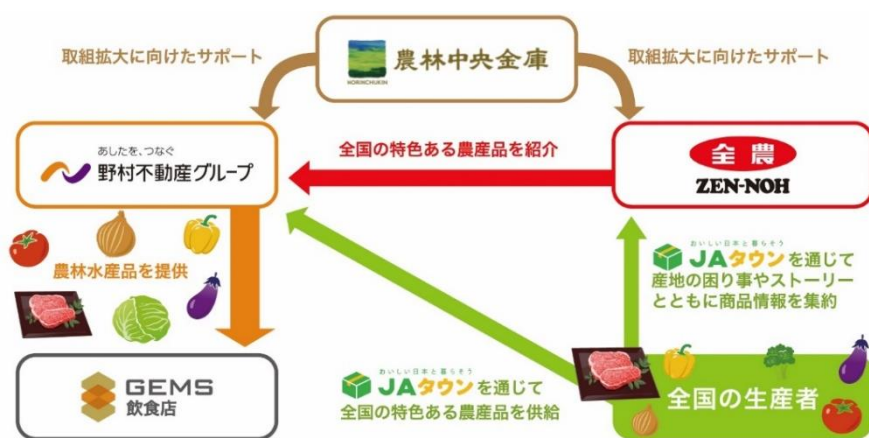 農林中央金庫
NORINCHUKIN
取組拡大に向けたサポート
取組拡大に向けたサポート
あしたを、つなぐ
野村不動産グループ
全国の特色ある農産品を紹介
全農
ZEN-NOH
農林水産品を提供
おいしい日本と暮らそう
JAタウンを通じて
産地の困り事やストーリー
とともに商品情報を集約
GEMS
飲食店
おいしい日本と暮らそう
JAタウンを通じて
全国の特色ある農産品を供給
全国の生産者